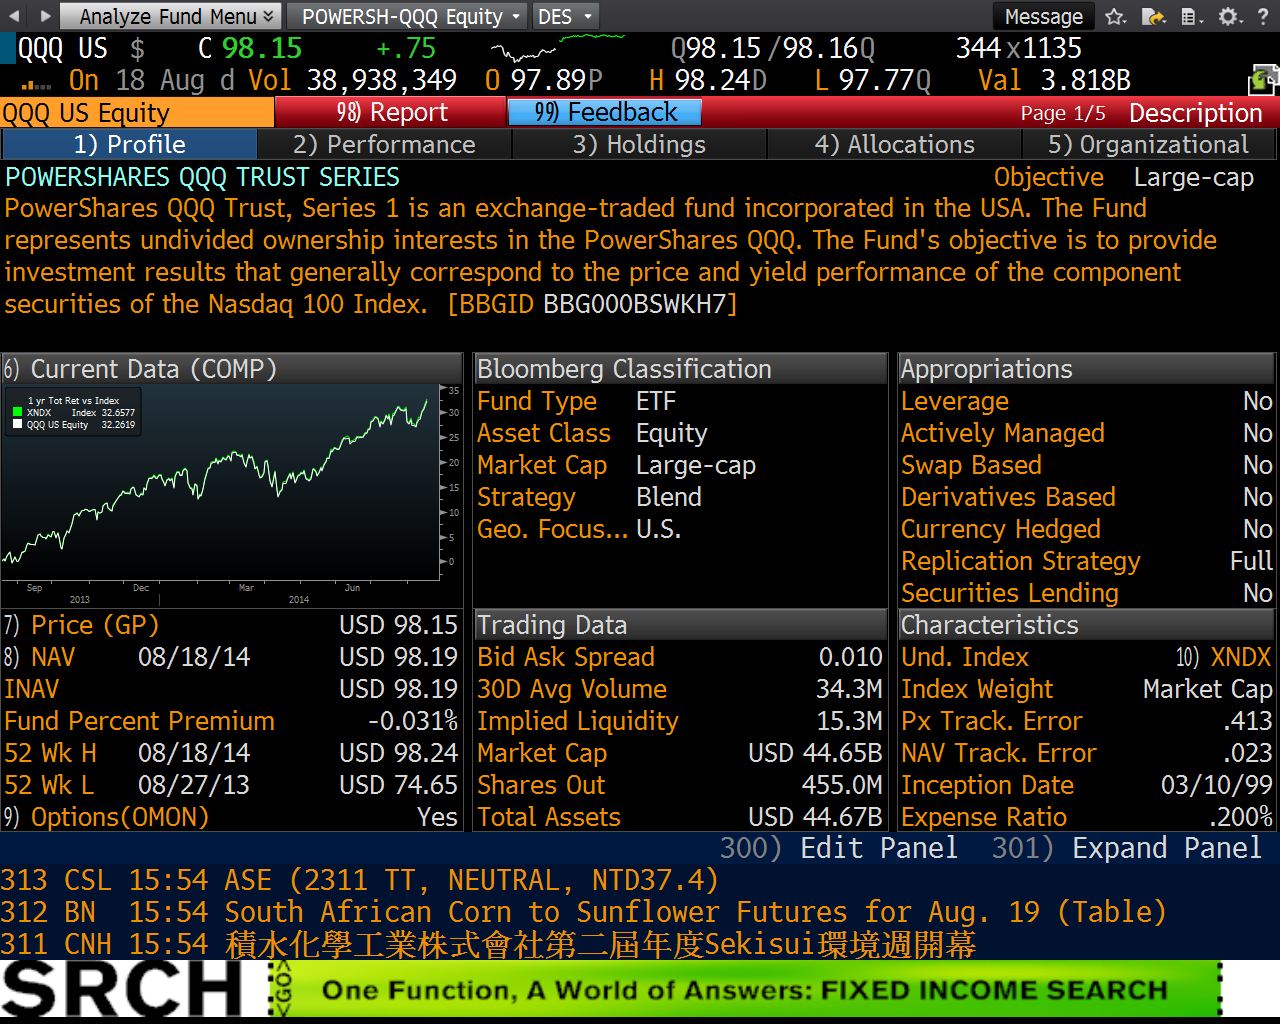 Analyze Fund Menu POWERSH-QQQ Equity DES Message ?
QQQ US $ C 98.15 +.75 Q98.15/98.16Q 344x1135
On 18 Aug d Vol 38,938,349 O 97.89P H 98.24D L 97.77Q Val 3.818B
QQQ US Equity 98) Report 99) Feedback Page 1/5 Description
1) Profile 2) Performance 3) Holdings 4) Allocations 5) Organizational
POWERSHARES QQQ TRUST SERIES Objective Large-cap
PowerShares QQQ Trust, Series 1 is an exchange-traded fund incorporated in the USA. The Fund
represents undivided ownership interests in the PowerShares QQQ. The Fund's objective is to provide
investment results that generally correspond to the price and yield performance of the component
securities of the Nasdaq 100 Index. [BBGID BBG000BSWKH7]
6) Current Data (COMP)
1 yr Tot Ret vs Index
XNDX Index 32.6577
QQQ US Equity 32.2619
35
30
25
20
15
10
5
0
Sep Dec Mar Jun
2013 2014
7) Price (GP) USD 98.15
8) NAV 08/18/14 USD 98.19
INAV USD 98.19
Fund Percent Premium -0.031%
52 Wk H 08/18/14 USD 98.24
52 Wk L 08/27/13 USD 74.65
9) Options(OMON) Yes
Bloomberg Classification
Fund Type ETF
Asset Class Equity
Market Cap Large-cap
Strategy Blend
Geo. Focus... U.S.
Trading Data
Bid Ask Spread 0.010
30D Avg Volume 34.3M
Implied Liquidity 15.3M
Market Cap USD 44.65B
Shares Out 455.0M
Total Assets USD 44.67B
Appropriations
Leverage No
Actively Managed No
Swap Based No
Derivatives Based No
Currency Hedged No
Replication Strategy Full
Securities Lending No
Characteristics
Und. Index 10) XNDX
Index Weight Market Cap
Px Track. Error .413
NAV Track. Error .023
Inception Date 03/10/99
Expense Ratio .200%
300) Edit Panel 301) Expand Panel
313 CSL 15:54 ASE (2311 TT, NEUTRAL, NTD37.4)
312 BN 15:54 South African Corn to Sunflower Futures for Aug. 19 (Table)
311 CNH 15:54 積水化學工業株式會社第二屆年度Sekisui環境週開幕
SRCH <GO> One Function, A World of Answers: FIXED INCOME SEARCH